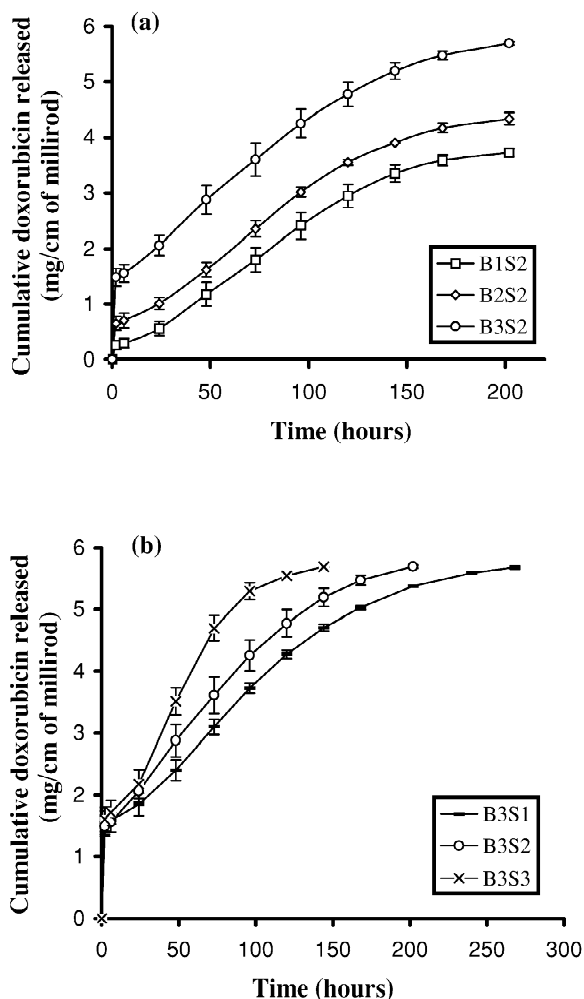 (a)
Cumulative doxorubicin released
(mg/cm of millirod)
6
5
4
3
2
1
0
0
50
100
150
200
B1S2
B2S2
B3S2
Time (hours)
(b)
Cumulative doxorubicin released
(mg/cm of millirod)
6
5
4
3
2
1
0
0
50
100
150
200
250
300
B3S1
B3S2
B3S3
Time (hours)